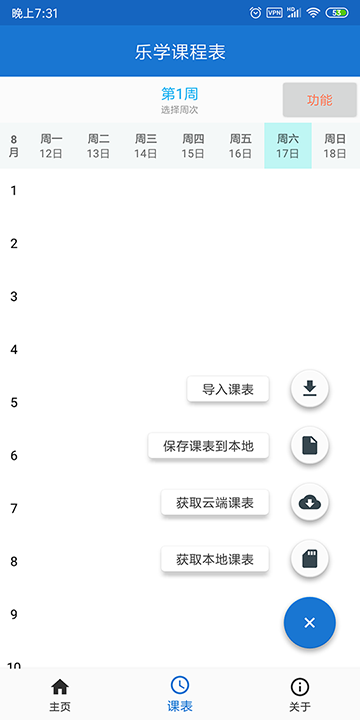 晚上7:31
VPN
HD
53
乐学课程表
第1周
选择周次
功能
8月
周一 周二 周三 周四 周五 周六 周日
12日 13日 14日 15日 16日 17日 18日
1
2
3
4
导入课表
5
保存课表到本地
6
获取云端课表
7
获取本地课表
8
9
10
主页 课表 关于